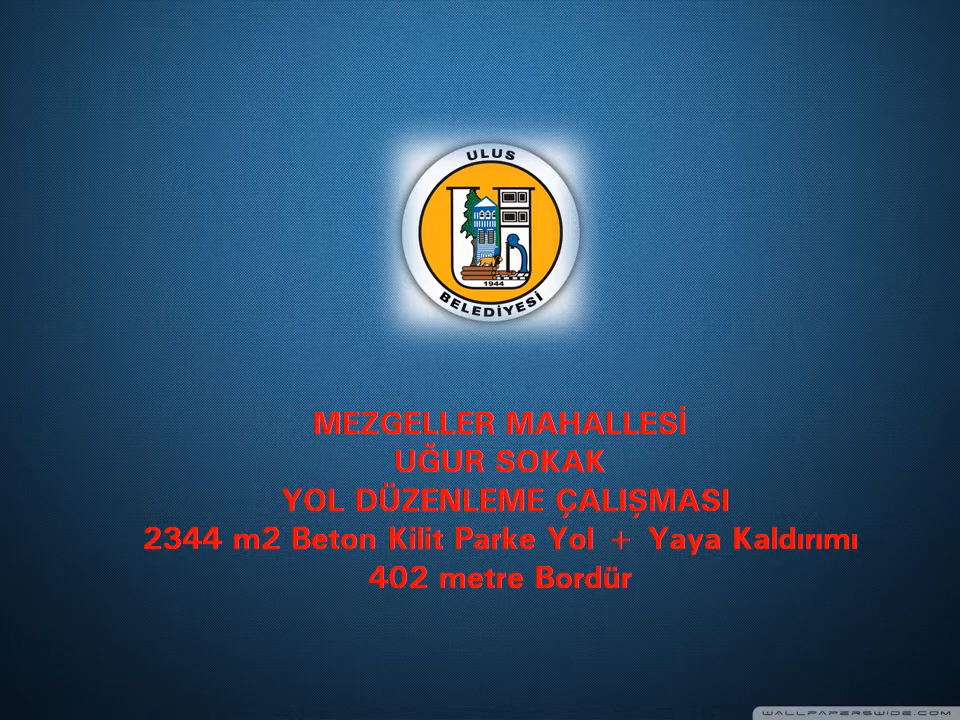 ULUS
1944
BELEDİYESİ
MEZGELLER MAHALLESİ
UĞUR SOKAK
YOL DÜZENLEME ÇALIŞMASI
2344 m2 Beton Kilit Parke Yol + Yaya Kaldırımı
402 metre Bordür
WALLPAPERSWIDE.COM